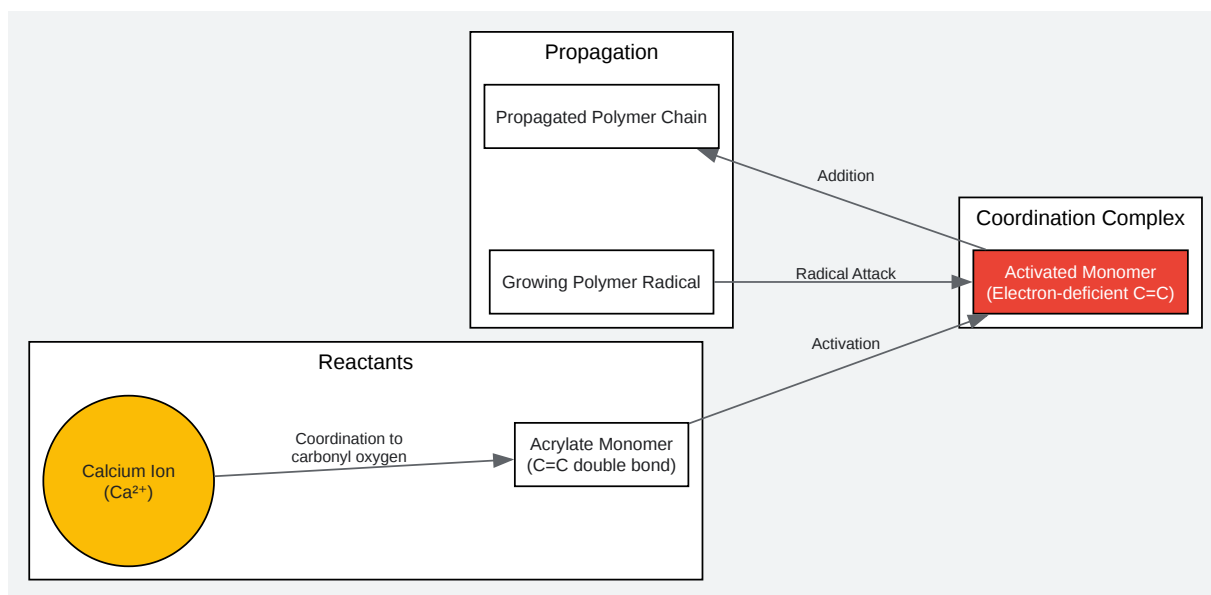 Propagation
Propagated Polymer Chain
Addition
Coordination Complex
Growing Polymer Radical
Radical Attack
Activated Monomer
(Electron-deficient C=C)
Activation
Reactants
Calcium Ion
(Ca²⁺)
Coordination to
carbonyl oxygen
Acrylate Monomer
(C=C double bond)